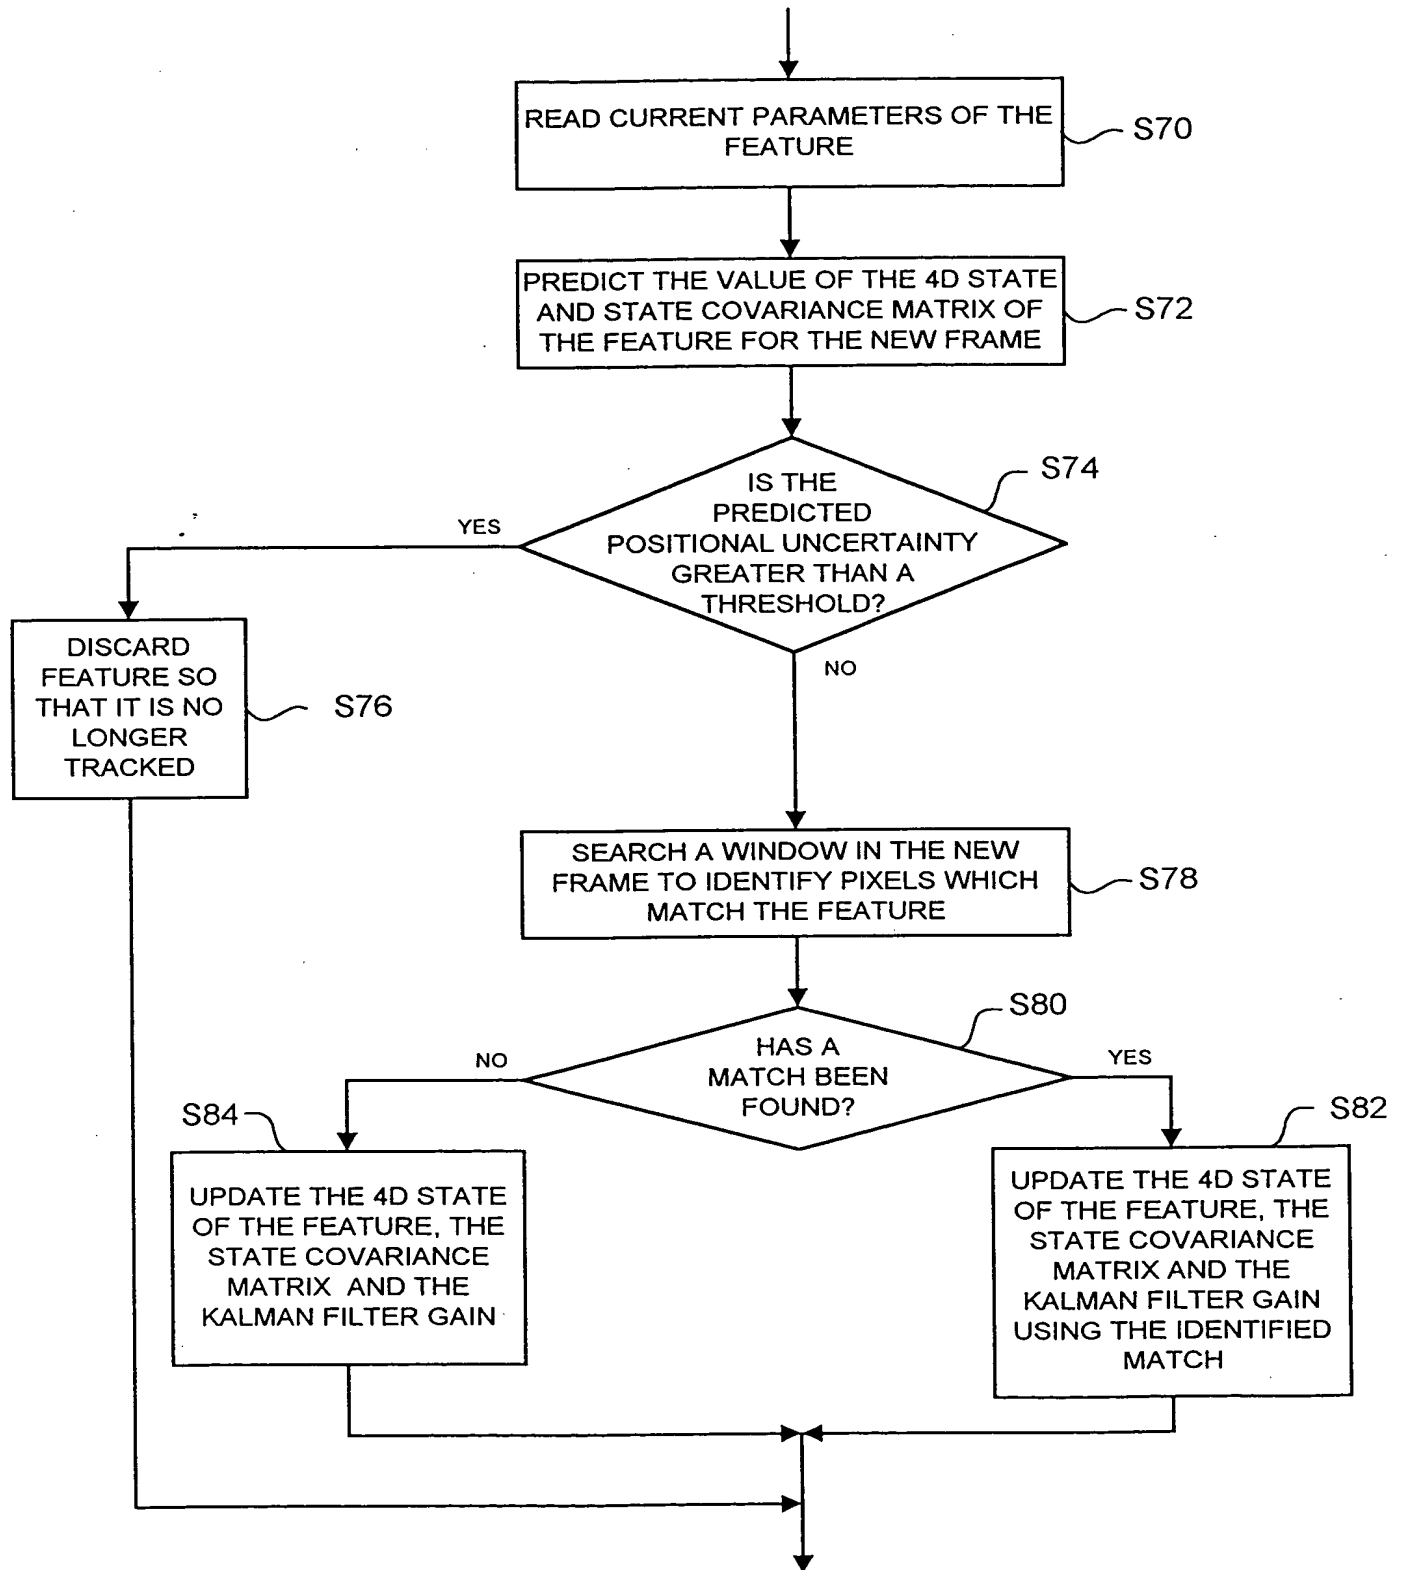 READ CURRENT PARAMETERS OF THE
FEATURE
S70
PREDICT THE VALUE OF THE 4D STATE
AND STATE COVARIANCE MATRIX OF
THE FEATURE FOR THE NEW FRAME
S72
IS THE
PREDICTED
POSITIONAL UNCERTAINTY
GREATER THAN A
THRESHOLD?
S74
YES
NO
DISCARD
FEATURE SO
THAT IT IS NO
LONGER
TRACKED
S76
SEARCH A WINDOW IN THE NEW
FRAME TO IDENTIFY PIXELS WHICH
MATCH THE FEATURE
S78
HAS A
MATCH BEEN
FOUND?
S80
NO
YES
S84
UPDATE THE 4D STATE
OF THE FEATURE, THE
STATE COVARIANCE
MATRIX AND THE
KALMAN FILTER GAIN
S82
UPDATE THE 4D STATE
OF THE FEATURE, THE
STATE COVARIANCE
MATRIX AND THE
KALMAN FILTER GAIN
USING THE IDENTIFIED
MATCH